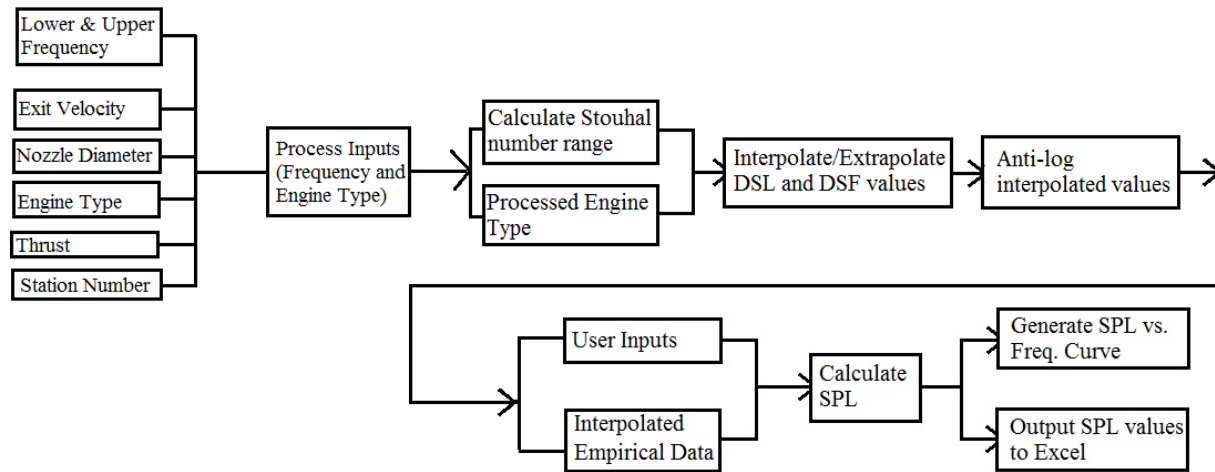 Lower & Upper
Frequency
Exit Velocity
Nozzle Diameter
Engine Type
Thrust
Station Number
Process Inputs
(Frequency and
Engine Type)
Calculate Stouhal
number range
Processed Engine
Type
Interpolate/Extrapolate
DSL and DSF values
Anti-log
interpolated values
User Inputs
Interpolated
Empirical Data
Calculate
SPL
Generate SPL vs.
Freq. Curve
Output SPL values
to Excel